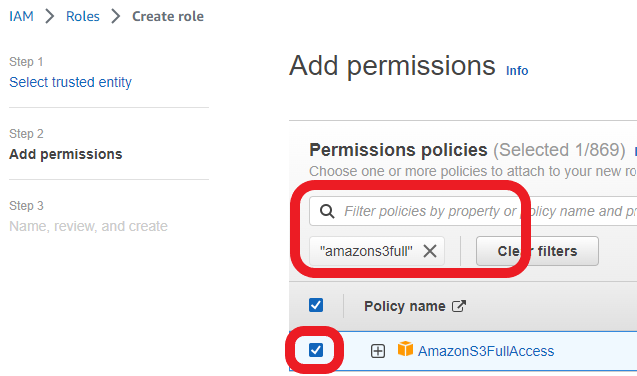 IAM > Roles > Create role
Step 1
Select trusted entity
Step 2
Add permissions
Step 3
Name, review, and create
Add permissions Info
Permissions policies (Selected 1/869)
Choose one or more policies to attach to your new ro
Filter policies by property or policy name and pr
"amazons3full"
Clear filters
Policy name
AmazonS3FullAccess